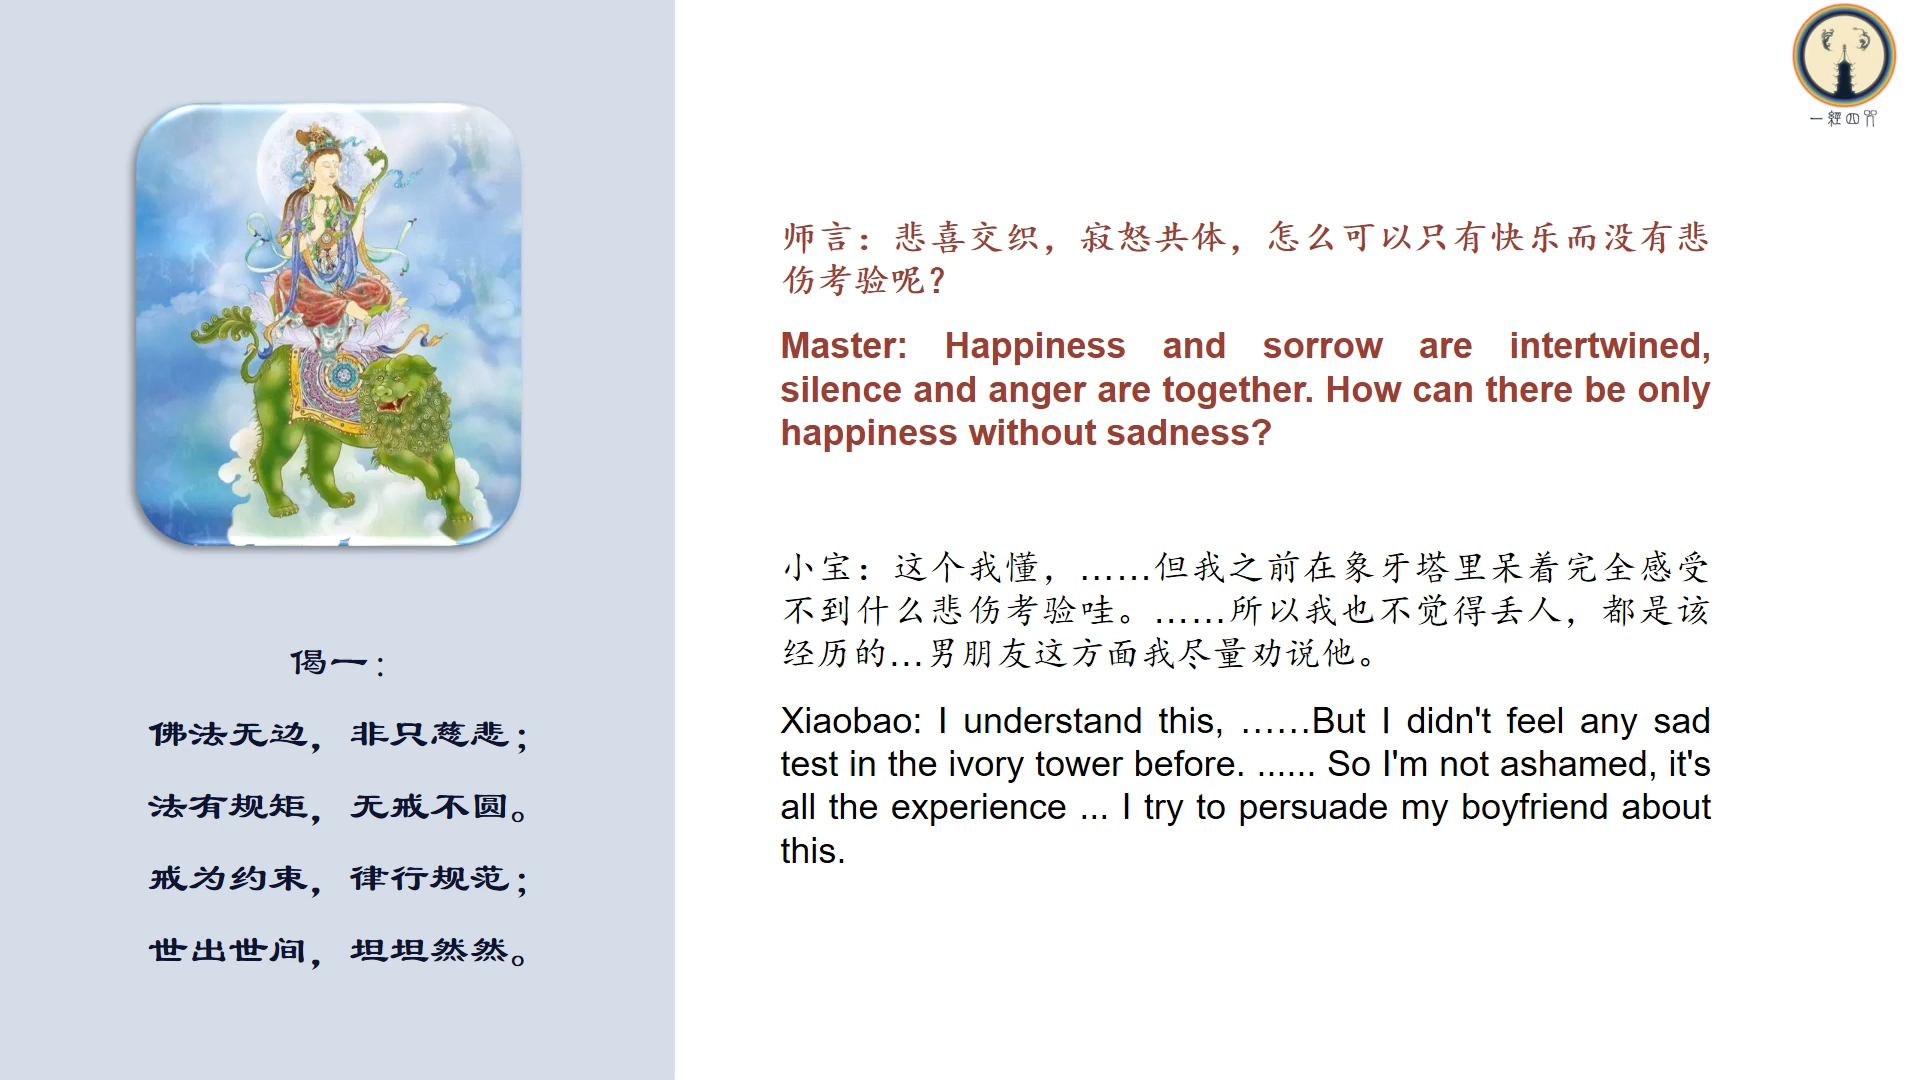 偈一：
佛法无边，非只慈悲；
法有规矩，无戒不圆。
戒为约束，律行规范；
世出世间，坦坦然然。
师言：悲喜交织，寂怒共体，怎么可以只有快乐而没有悲
伤考验呢？
Master: Happiness and sorrow are intertwined,
silence and anger are together. How can there be only
happiness without sadness?
小宝：这个我懂，……但我之前在象牙塔里呆着完全感受
不到什么悲伤考验哇。……所以我也不觉得丢人，都是该
经历的…男朋友这方面我尽量劝说他。
Xiaobao: I understand this, ……But I didn't feel any sad
test in the ivory tower before. ...... So I'm not ashamed, it's
all the experience ... I try to persuade my boyfriend about
this.
一經四咒